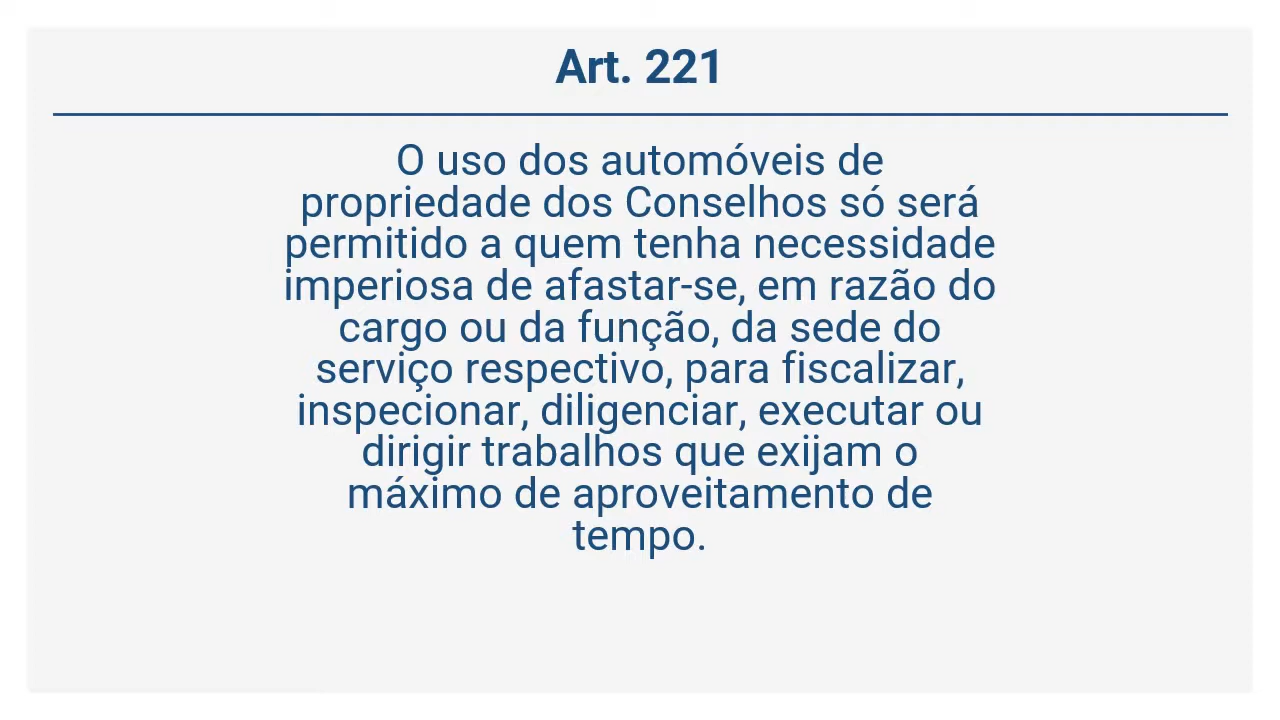 Art. 221
O uso dos automóveis de
propriedade dos Conselhos só será
permitido a quem tenha necessidade
imperiosa de afastar-se, em razão do
cargo ou da função, da sede do
serviço respectivo, para fiscalizar,
inspecionar, diligenciar, executar ou
dirigir trabalhos que exijam o
máximo de aproveitamento de
tempo.